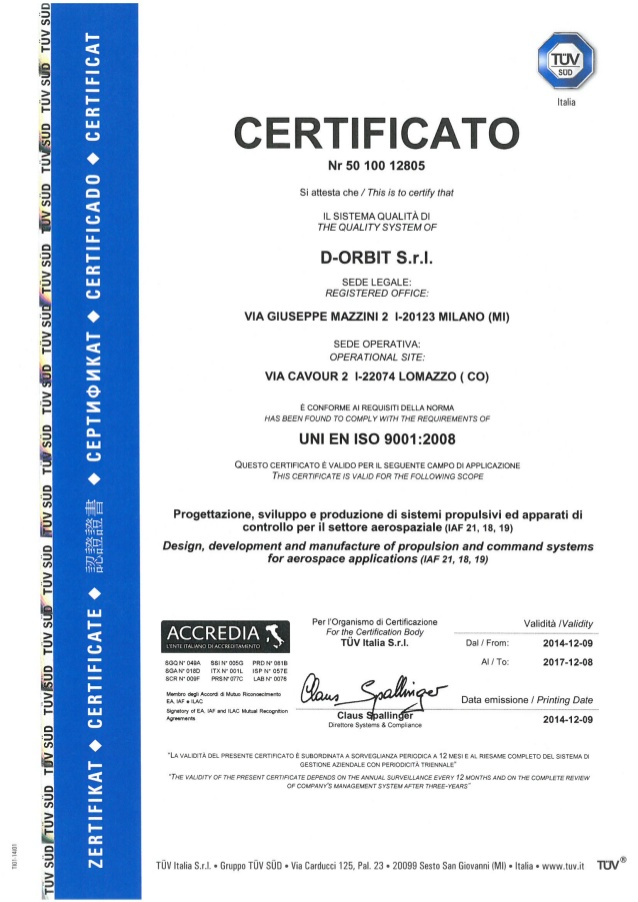 TÜV SÜD TÜV SÜD TÜV SÜD TÜV SÜD TÜV SÜD TÜV SÜD TÜV SÜD TÜV SÜD TÜV SÜD TÜV SÜD TÜV SÜD TÜV SÜD TÜV SÜD
ZERTIFIKAT ◆ CERTIFICATE ◆ 認證證書 ◆ СЕРТИФИКАТ ◆ CERTIFICADO ◆ CERTIFICAT
TÜV
SÜD
Italia
CERTIFICATO
Nr 50 100 12805
Si attesta che / This is to certify that
IL SISTEMA QUALITÀ DI
THE QUALITY SYSTEM OF
D-ORBIT S.r.l.
SEDE LEGALE:
REGISTERED OFFICE:
VIA GIUSEPPE MAZZINI 2 I-20123 MILANO (MI)
SEDE OPERATIVA:
OPERATIONAL SITE:
VIA CAVOUR 2 I-22074 LOMAZZO ( CO)
È CONFORME AI REQUISITI DELLA NORMA
HAS BEEN FOUND TO COMPLY WITH THE REQUIREMENTS OF
UNI EN ISO 9001:2008
QUESTO CERTIFICATO È VALIDO PER IL SEGUENTE CAMPO DI APPLICAZIONE
THIS CERTIFICATE IS VALID FOR THE FOLLOWING SCOPE
Progettazione, sviluppo e produzione di sistemi propulsivi ed apparati di
controllo per il settore aerospaziale (IAF 21, 18, 19)
Design, development and manufacture of propulsion and command systems
for aerospace applications (IAF 21, 18, 19)
ACCREDIA
L'ENTE ITALIANO DI ACCREDITAMENTO
SGQ N° 049A SSI N° 005G PRD N° 081B
SGA N° 018D ITX N° 001L ISP N° 057E
SCR N° 009F PRS N° 077C LAB N° 0076
Membro degli Accordi di Mutuo Riconoscimento
EA, IAF e ILAC
Signatory of EA, IAF and ILAC Mutual Recognition
Agreements
Per l'Organismo di Certificazione
For the Certification Body
TÜV Italia S.r.l.
Claus Spallinger
Claus Spallinger
Direttore Systems & Compliance
Validità /Validity
Dal / From: 2014-12-09
Al / To: 2017-12-08
Data emissione / Printing Date
2014-12-09
"LA VALIDITÀ DEL PRESENTE CERTIFICATO È SUBORDINATA A SORVEGLIANZA PERIODICA A 12 MESI E AL RIESAME COMPLETO DEL SISTEMA DI
GESTIONE AZIENDALE CON PERIODICITÀ TRIENNALE"
"THE VALIDITY OF THE PRESENT CERTIFICATE DEPENDS ON THE ANNUAL SURVEILLANCE EVERY 12 MONTHS AND ON THE COMPLETE REVIEW
OF COMPANY'S MANAGEMENT SYSTEM AFTER THREE-YEARS"
TÜV Italia S.r.l. • Gruppo TÜV SÜD • Via Carducci 125, Pal. 23 • 20099 Sesto San Giovanni (MI) • Italia • www.tuv.it TÜV®